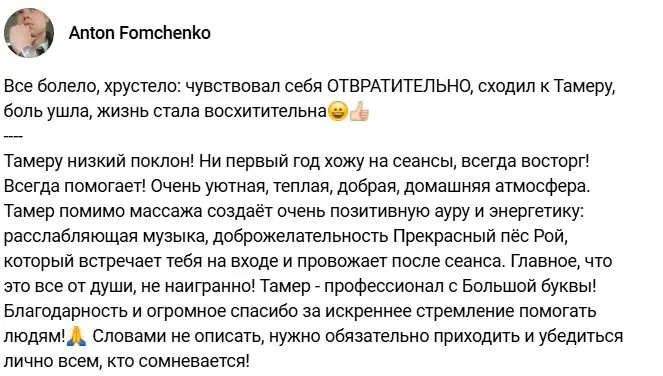 Anton Fomchenko
Все болело, хрустело: чувствовал себя ОТВРАТИТЕЛЬНО, сходил к Тамеру,
боль ушла, жизнь стала восхитительна😀👍🏻
----
Тамеру низкий поклон! Ни первый год хожу на сеансы, всегда восторг!
Всегда помогает! Очень уютная, теплая, добрая, домашняя атмосфера.
Тамер помимо массажа создаёт очень позитивную ауру и энергетику:
расслабляющая музыка, доброжелательность Прекрасный пёс Рой,
который встречает тебя на входе и провожает после сеанса. Главное, что
это все от души, не наигранно! Тамер - профессионал с Большой буквы!
Благодарность и огромное спасибо за искреннее стремление помогать
людям!🙏 Словами не описать, нужно обязательно приходить и убедиться
лично всем, кто сомневается!